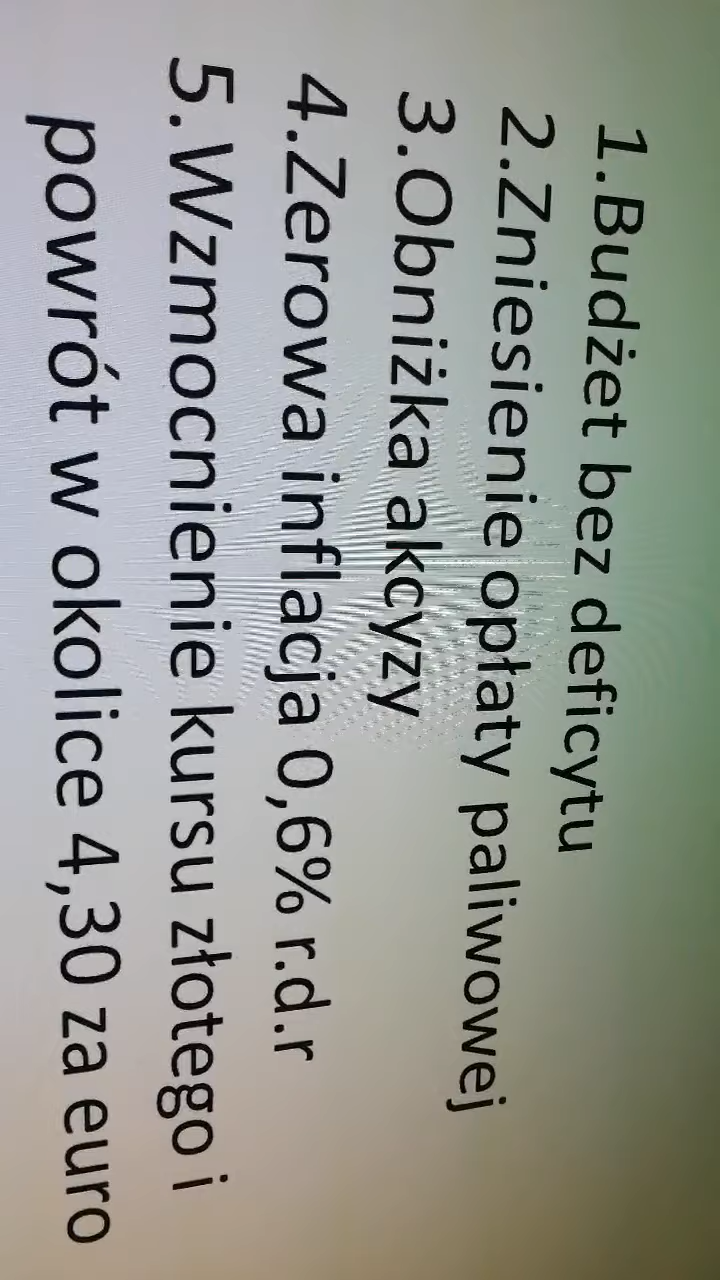 1.Budżet bez deficytu
2.Zniesienie opłaty paliwowej
3.Obniżka akcyzy
4.Zerowa inflacja 0,6% r.d.r
5.Wzmocnienie kursu złotego i
powrót w okolice 4,30 za euro